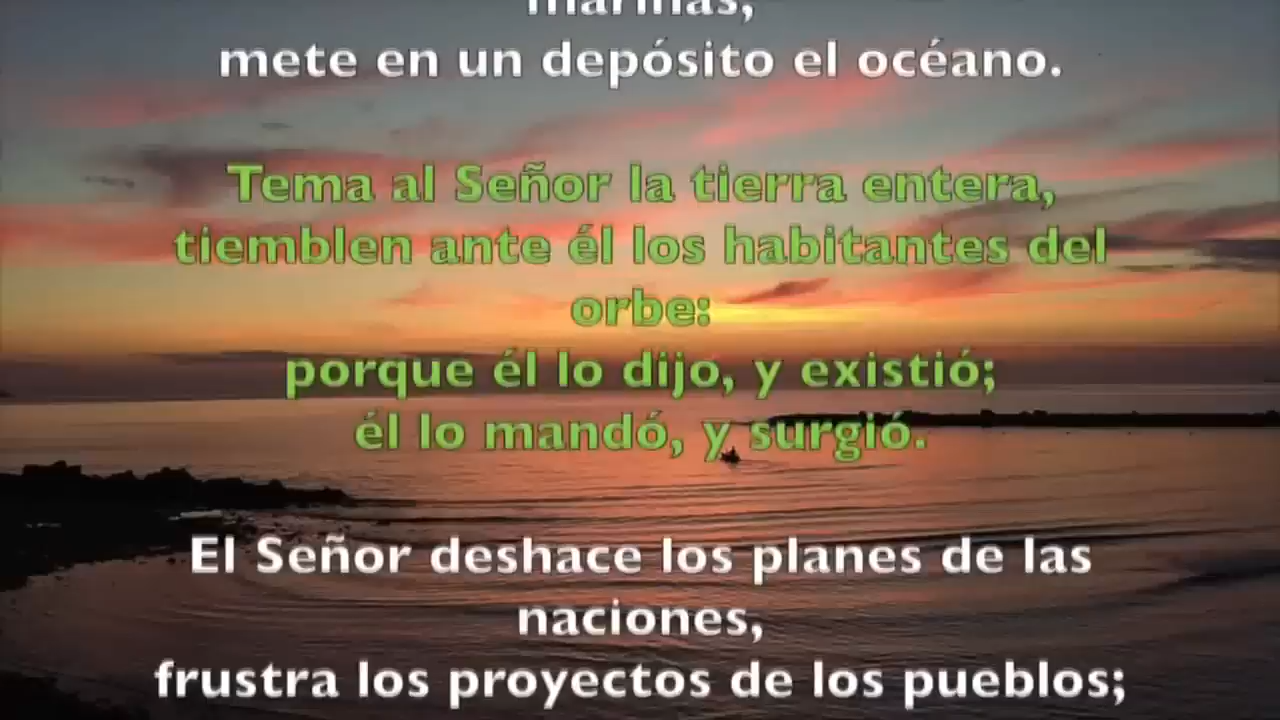 marinas,
mete en un depósito el océano.
Tema al Señor la tierra entera,
tiemblen ante él los habitantes del
orbe:
porque él lo dijo, y existió;
él lo mandó, y surgió.
El Señor deshace los planes de las
naciones,
frustra los proyectos de los pueblos;